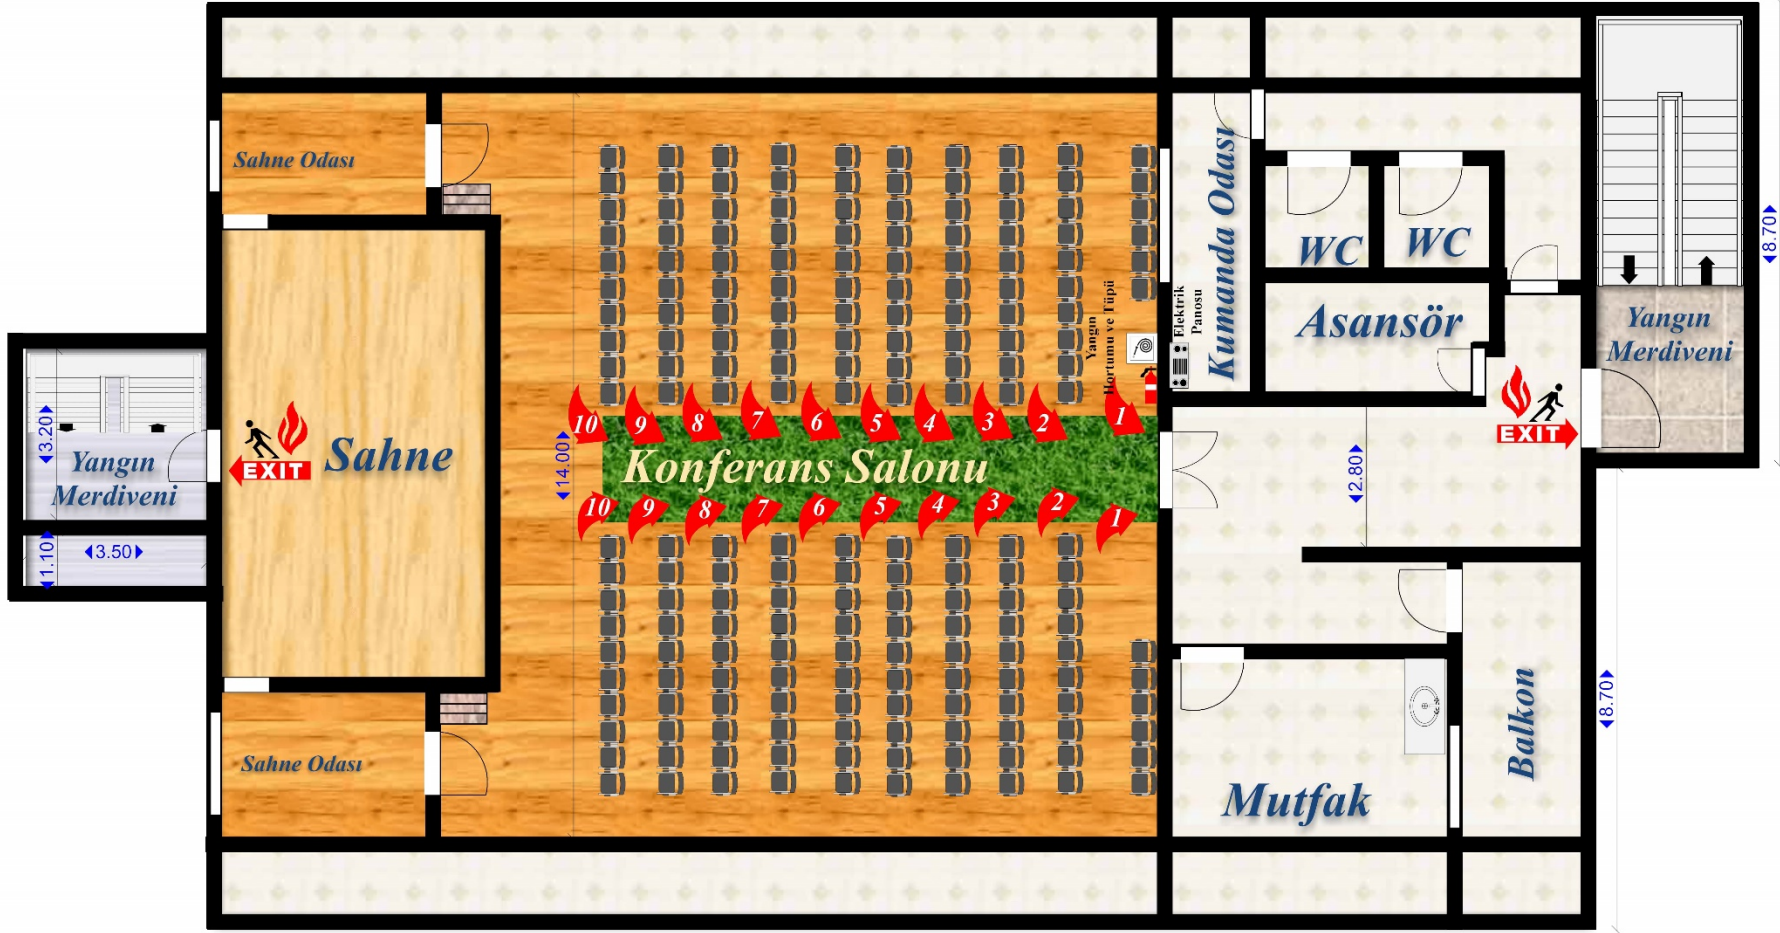 Sahne Odası
Kumanda Odası
WC
WC
8.70
Elektrik
Panosu
Yangın
Hortumu ve Tüpü
Asansör
Yangın
Merdiveni
10
9
8
7
6
5
4
3
2
1
EXIT
3.20
Yangın
Merdiveni
EXIT
Sahne
14.00
Konferans Salonu
2.80
10
9
8
7
6
5
4
3
2
1
1.10
3.50
Sahne Odası
Mutfak
Balkon
8.70